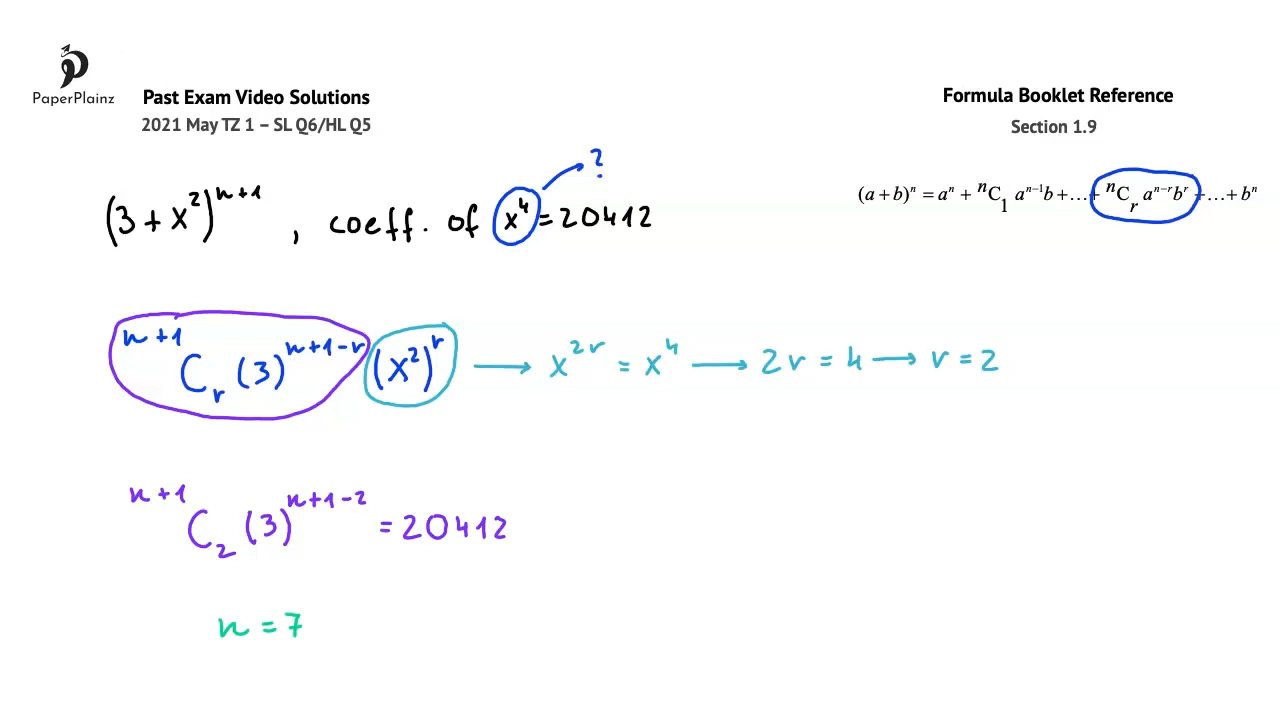 PaperPlainz
Past Exam Video Solutions
2021 May TZ 1 – SL Q6/HL Q5
Formula Booklet Reference
Section 1.9
(a + b)ⁿ = aⁿ + ⁿC₁ aⁿ⁻¹b + … + ⁿCᵣ aⁿ⁻ʳbʳ + … + bⁿ
?
(3 + x²)ⁿ⁺¹ , coeff. of x⁴ = 20412
ⁿ⁺¹Cᵣ (3)ⁿ⁺¹⁻ʳ (x²)ʳ → x²ʳ = x⁴ → 2r = 4 → r = 2
ⁿ⁺¹C₂ (3)ⁿ⁺¹⁻² = 20412
n = 7